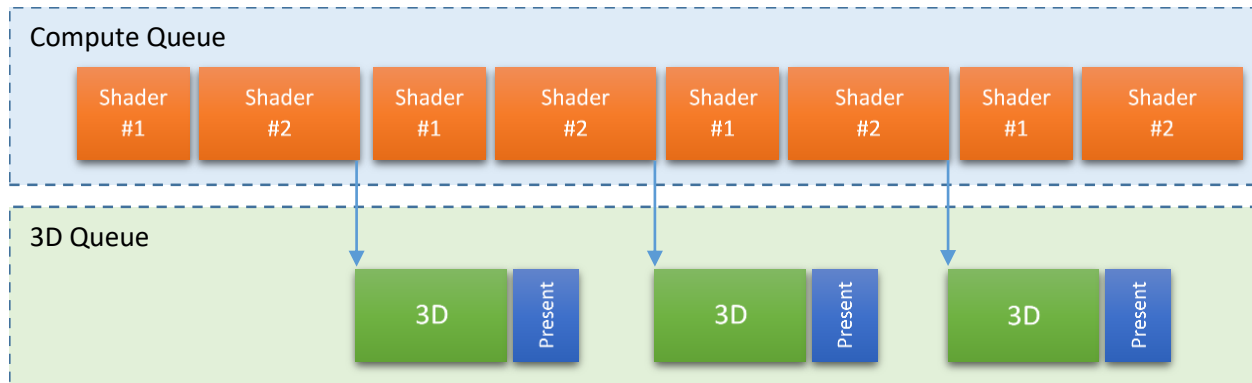 Compute Queue
Shader
#1
Shader
#2
Shader
#1
Shader
#2
Shader
#1
Shader
#2
Shader
#1
Shader
#2
3D Queue
3D
Present
3D
Present
3D
Present